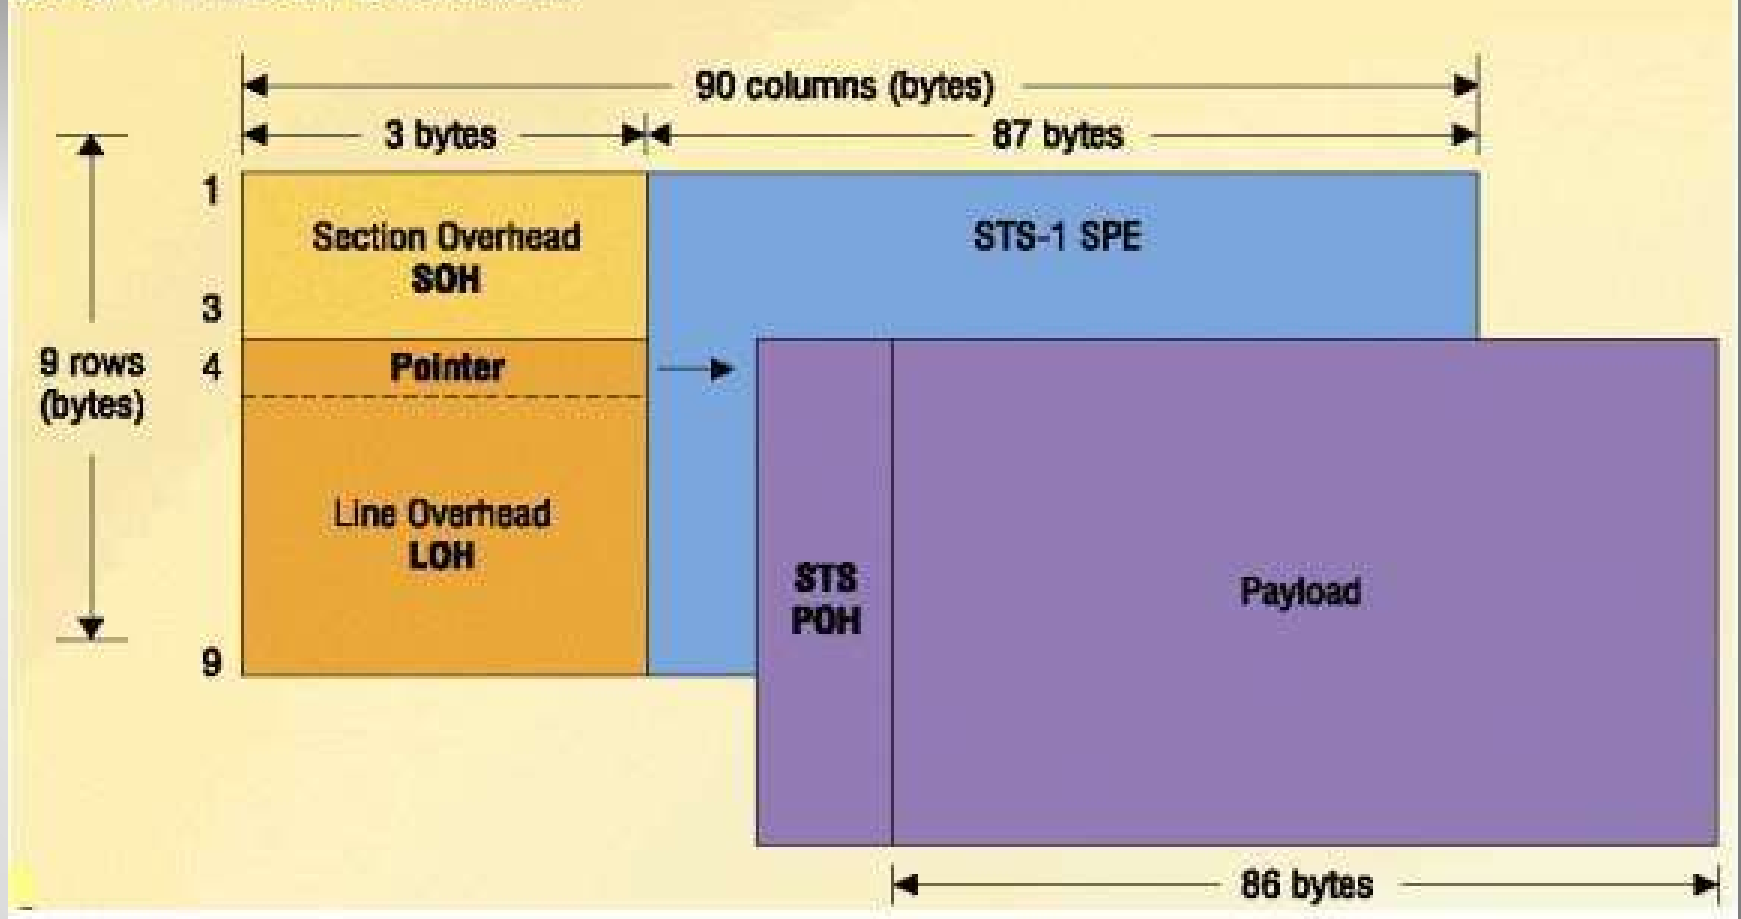 90 columns (bytes)
3 bytes
87 bytes
1
Section Overhead
SOH
STS-1 SPE
3
9 rows
(bytes)
4
Pointer
Line Overhead
LOH
STS
POH
Payload
9
86 bytes